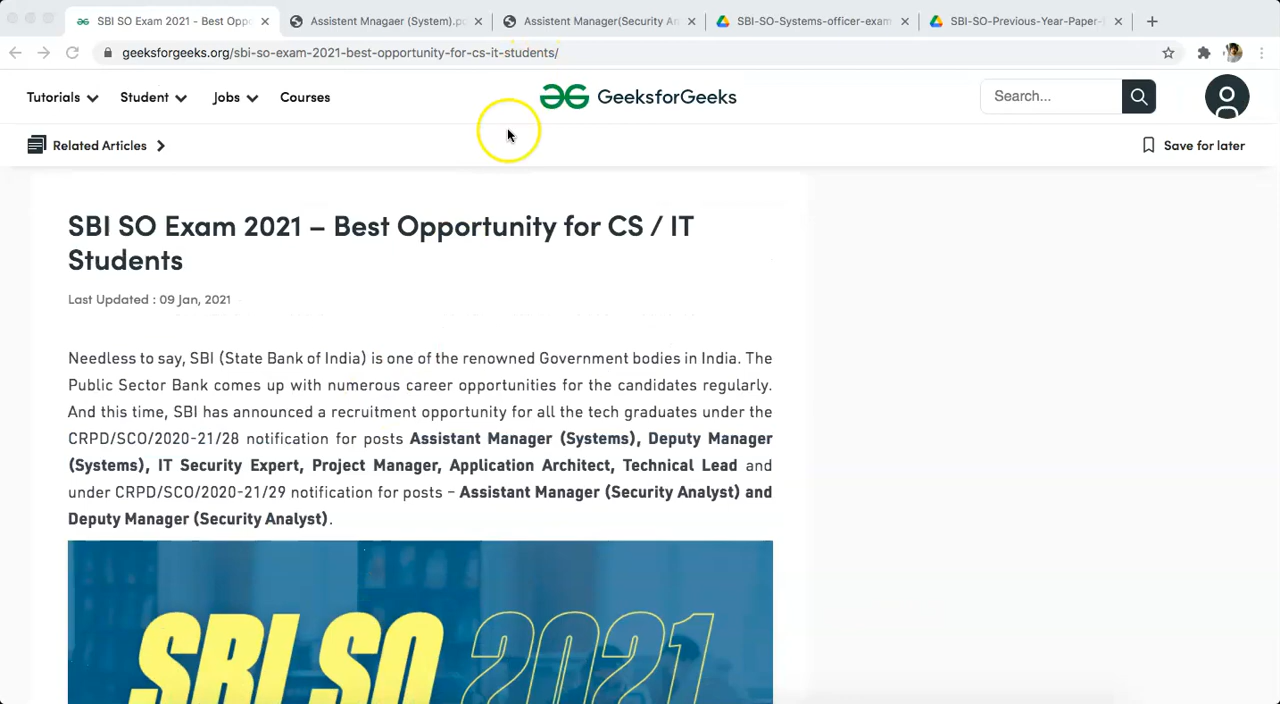 SBI SO Exam 2021 - Best Oppo
Assistent Mnagaer (System).po
Assistent Manager(Security An
SBI-SO-Systems-officer-exam
SBI-SO-Previous-Year-Paper-
geeksforgeeks.org/sbi-so-exam-2021-best-opportunity-for-cs-it-students/
Tutorials Student Jobs Courses GeeksforGeeks Search...
Related Articles Save for later
SBI SO Exam 2021 – Best Opportunity for CS / IT
Students
Last Updated : 09 Jan, 2021
Needless to say, SBI (State Bank of India) is one of the renowned Government bodies in India. The
Public Sector Bank comes up with numerous career opportunities for the candidates regularly.
And this time, SBI has announced a recruitment opportunity for all the tech graduates under the
CRPD/SCO/2020-21/28 notification for posts Assistant Manager (Systems), Deputy Manager
(Systems), IT Security Expert, Project Manager, Application Architect, Technical Lead and
under CRPD/SCO/2020-21/29 notification for posts – Assistant Manager (Security Analyst) and
Deputy Manager (Security Analyst).
SBI SO 2021